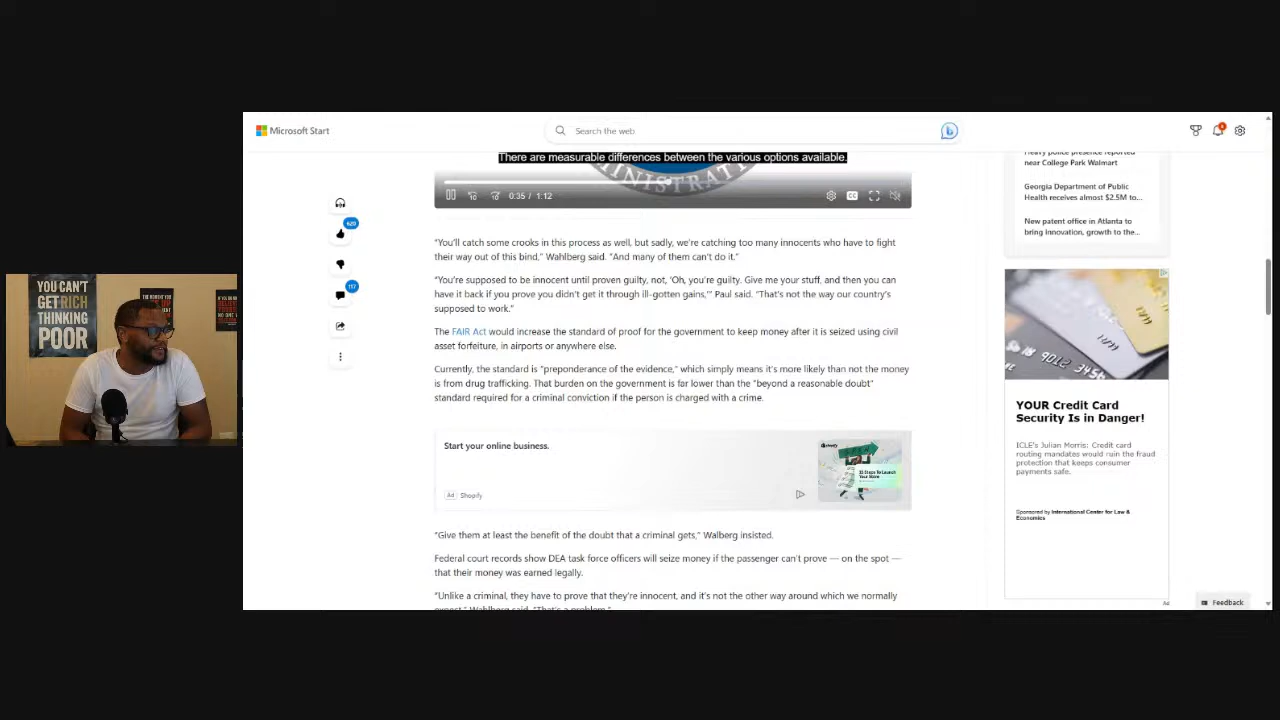 Microsoft Start
Search the web
There are measurable differences between the various options available.
MINISTRAT
0:35 / 1:12
CC
620
117
"You'll catch some crooks in this process as well, but sadly, we're catching too many innocents who have to fight
their way out of this bind," Wahlberg said. "And many of them can't do it."
"You're supposed to be innocent until proven guilty, not, 'Oh, you're guilty. Give me your stuff, and then you can
have it back if you prove you didn't get it through ill-gotten gains,'" Paul said. "That's not the way our country's
supposed to work."
The FAIR Act would increase the standard of proof for the government to keep money after it is seized using civil
asset forfeiture, in airports or anywhere else.
Currently, the standard is "preponderance of the evidence," which simply means it's more likely than not the money
is from drug trafficking. That burden on the government is far lower than the "beyond a reasonable doubt"
standard required for a criminal conviction if the person is charged with a crime.
Start your online business.
Ad Shopify
"Give them at least the benefit of the doubt that a criminal gets," Walberg insisted.
Federal court records show DEA task force officers will seize money if the passenger can't prove — on the spot —
that their money was earned legally.
"Unlike a criminal, they have to prove that they're innocent, and it's not the other way around which we normally
expect," Wahlberg said. "That's a problem."
Heavy police presence reported
near College Park Walmart
Georgia Department of Public
Health receives almost $2.5M to...
New patent office in Atlanta to
bring innovation, growth to the...
9012 3456
YOUR Credit Card
Security Is in Danger!
ICLE's Julian Morris: Credit card
routing mandates would ruin the fraud
protection that keeps consumer
payments safe.
Sponsored by International Center for Law &
Economics
Ad
Feedback
YOU CAN'T
GET RICH
THINKING
POOR